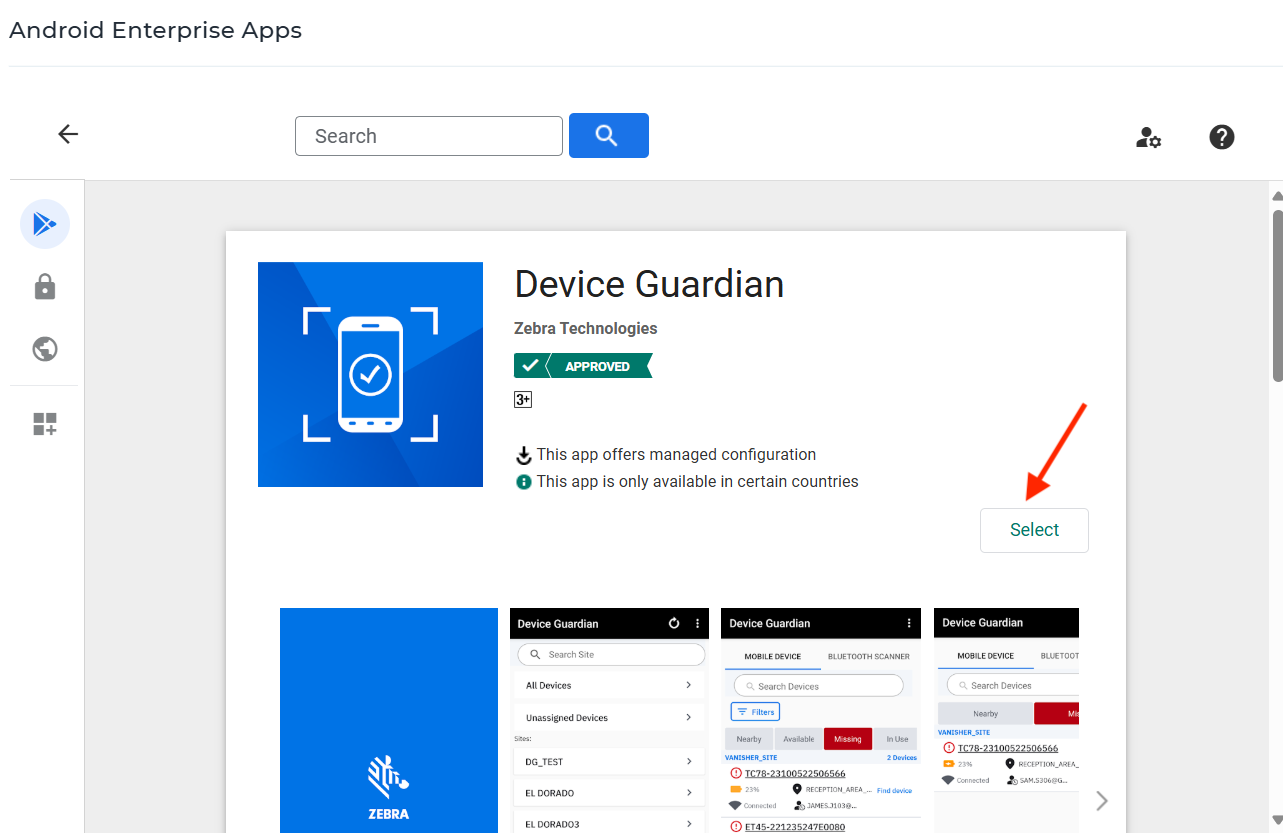 Android Enterprise Apps
Search
Device Guardian
Zebra Technologies
APPROVED
3+
This app offers managed configuration
This app is only available in certain countries
Select
ZEBRA
Device Guardian
Search Site
All Devices
Unassigned Devices
Sites:
DG_TEST
EL DORADO
EL DORADO3
Device Guardian
MOBILE DEVICE BLUETOOTH SCANNER
Search Devices
Filters
Nearby Available Missing In Use
VANISHER_SITE 2 Devices
TC78-23100522506566
23% RECEPTION_AREA_... Find device
Connected JAMES.J103@...
ET45-221235247E0080
Device Guardian
MOBILE DEVICE BLUETOOT
Search Devices
Nearby Mis
VANISHER_SITE
TC78-23100522506566
23% RECEPTION_AREA_
Connected SAM.S306@G...